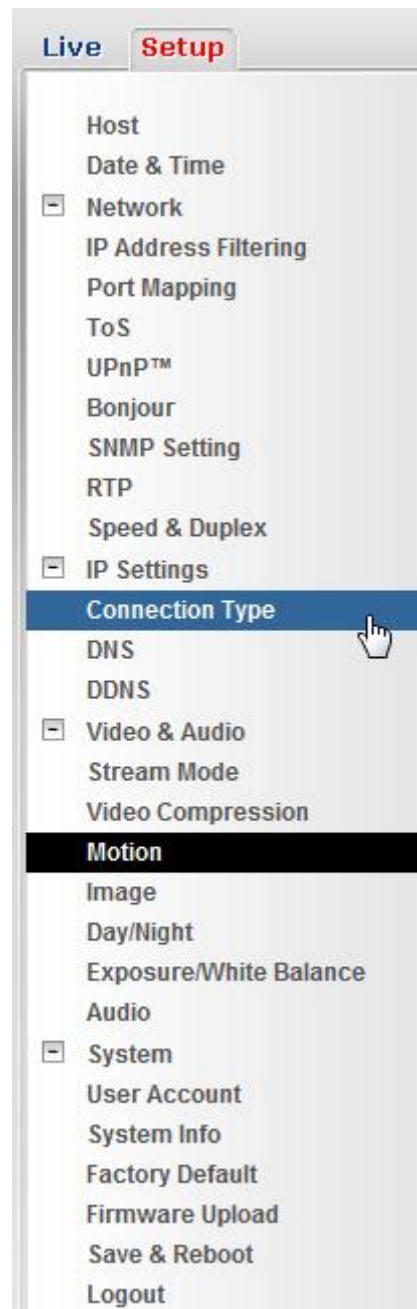 Live Setup
Host
Date & Time
Network
IP Address Filtering
Port Mapping
ToS
UPnP™
Bonjour
SNMP Setting
RTP
Speed & Duplex
IP Settings
Connection Type
DNS
DDNS
Video & Audio
Stream Mode
Video Compression
Motion
Image
Day/Night
Exposure/White Balance
Audio
System
User Account
System Info
Factory Default
Firmware Upload
Save & Reboot
Logout